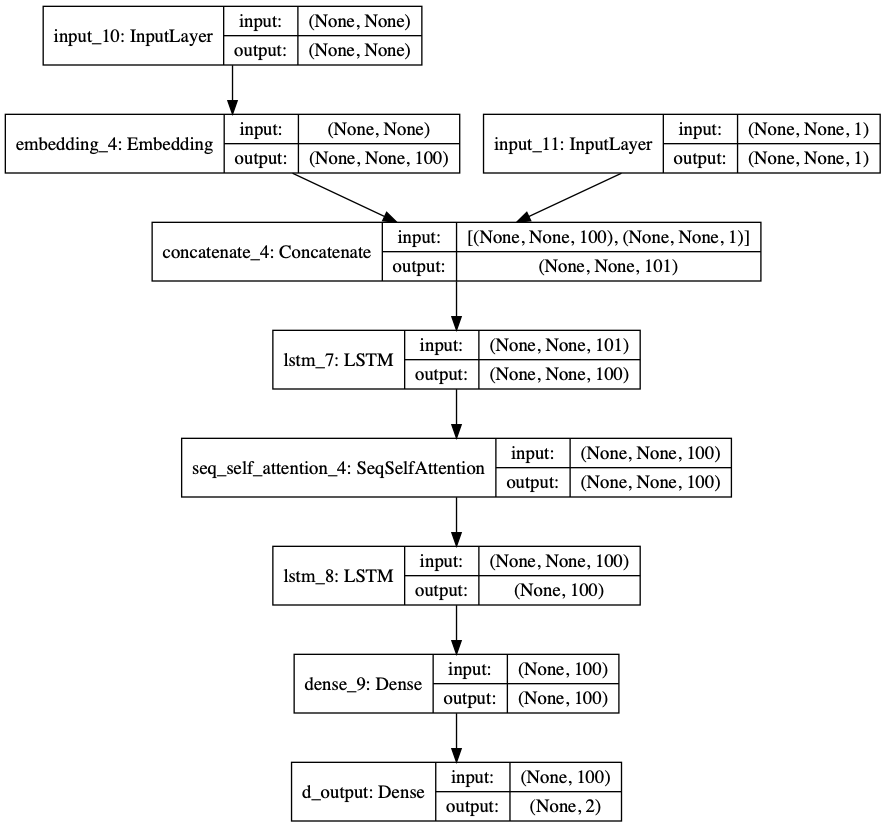 input_10: InputLayer
input: (None, None)
output: (None, None)
embedding_4: Embedding
input: (None, None)
output: (None, None, 100)
input_11: InputLayer
input: (None, None, 1)
output: (None, None, 1)
concatenate_4: Concatenate
input: [(None, None, 100), (None, None, 1)]
output: (None, None, 101)
lstm_7: LSTM
input: (None, None, 101)
output: (None, None, 100)
seq_self_attention_4: SeqSelfAttention
input: (None, None, 100)
output: (None, None, 100)
lstm_8: LSTM
input: (None, None, 100)
output: (None, 100)
dense_9: Dense
input: (None, 100)
output: (None, 100)
d_output: Dense
input: (None, 100)
output: (None, 2)